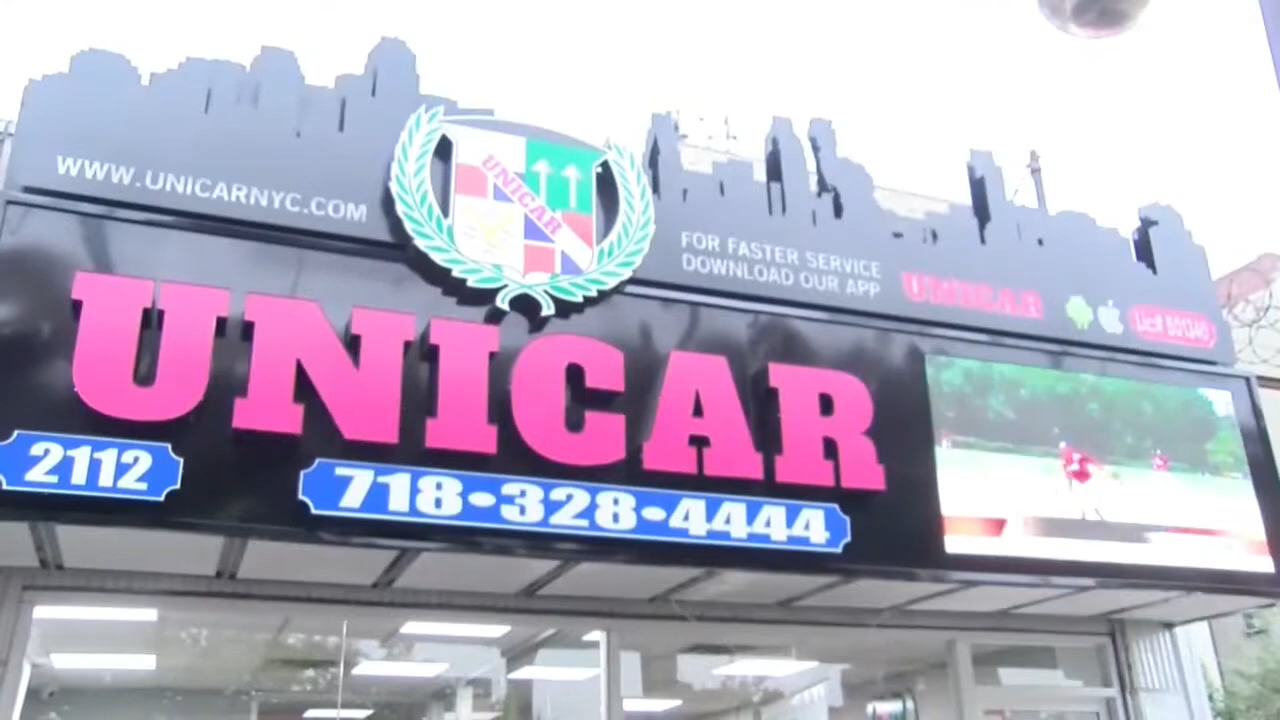 WWW.UNICARNYC.COM
UNICAR
FOR FASTER SERVICE
DOWNLOAD OUR APP
UNICAR
UNICAR
2112
718•328•4444